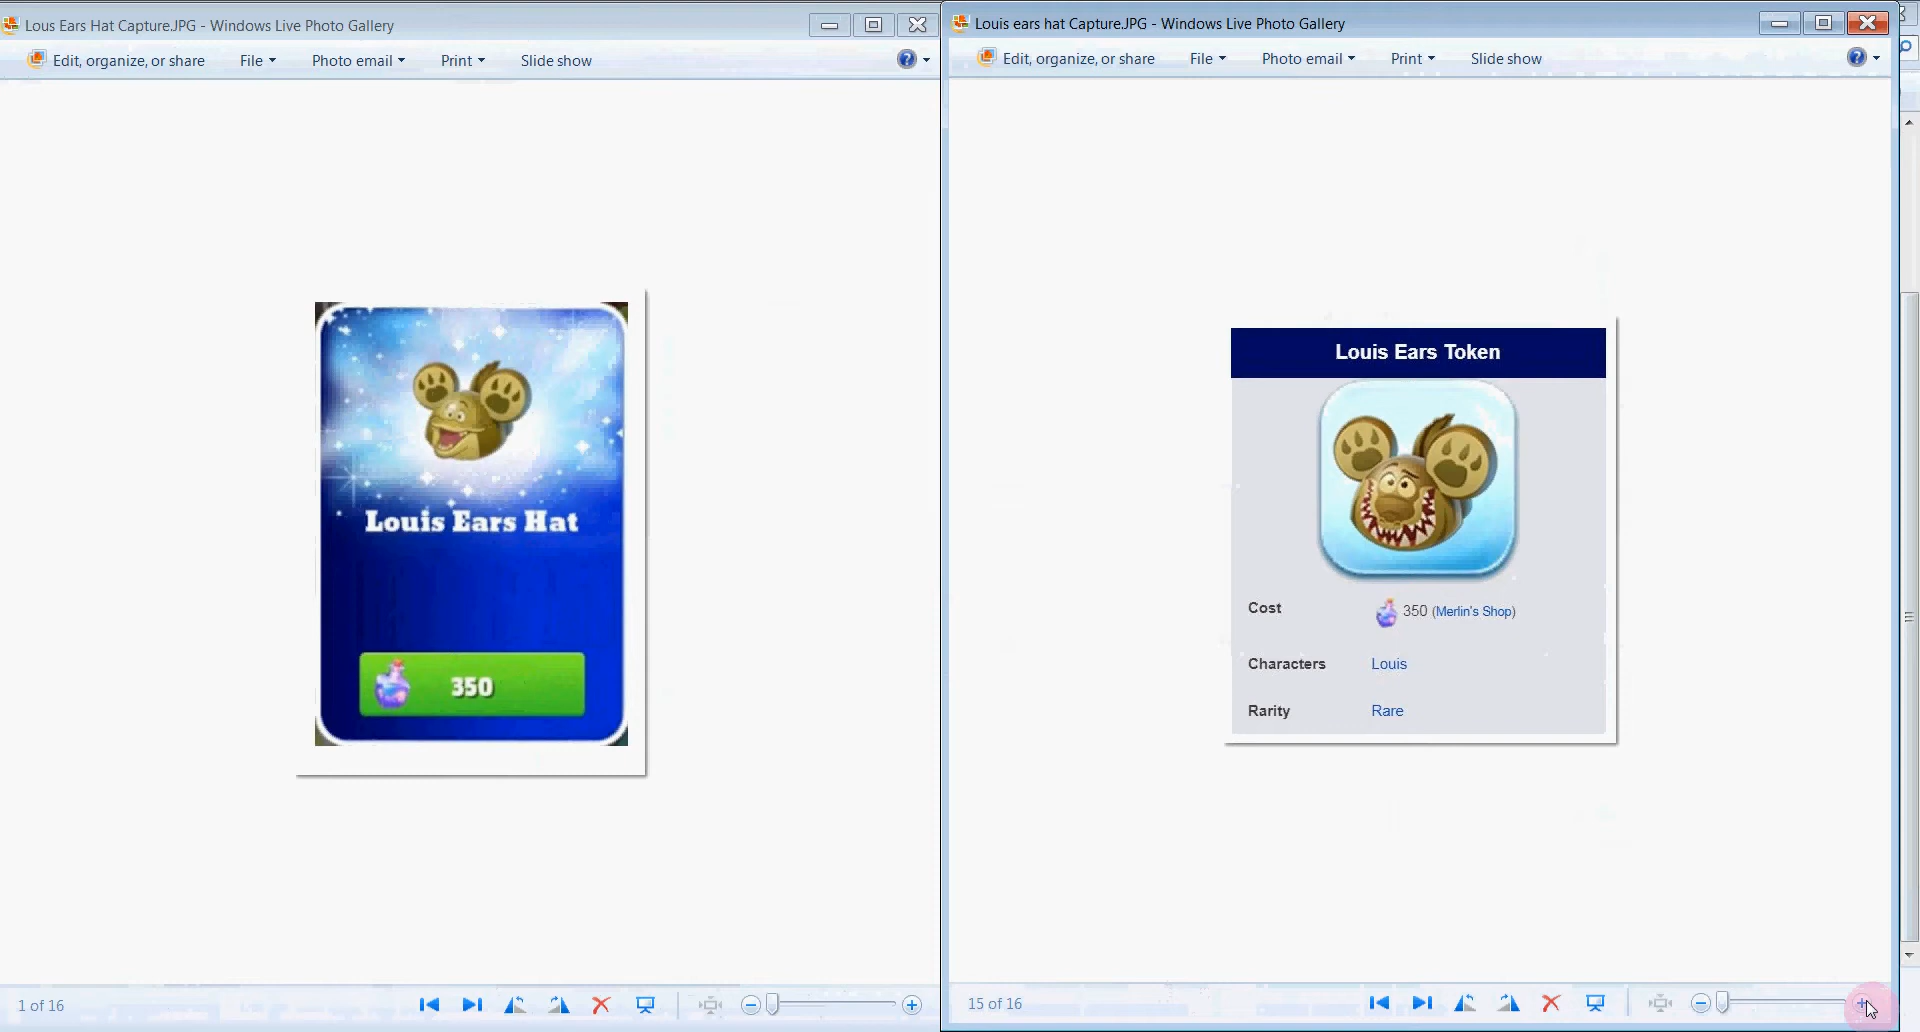 Lous Ears Hat Capture.JPG - Windows Live Photo Gallery
Edit, organize, or share File Photo email Print Slide show
Louis Ears Hat
350
1 of 16
Louis ears hat Capture.JPG - Windows Live Photo Gallery
Edit, organize, or share File Photo email Print Slide show
Louis Ears Token
Cost 350 (Merlin's Shop)
Characters Louis
Rarity Rare
15 of 16